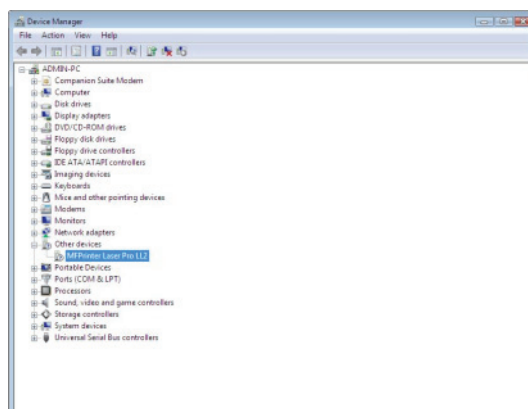 Device Manager
File Action View Help
ADMIN-PC
Companion Suite Modem
Computer
Disk drives
Display adapters
DVD/CD-ROM drives
Floppy disk drives
Floppy drive controllers
IDE ATA/ATAPI controllers
Imaging devices
Keyboards
Mice and other pointing devices
Modems
Monitors
Network adapters
Other devices
MFPrinter Laser Pro LL2
Portable Devices
Ports (COM & LPT)
Processors
Sound, video and game controllers
Storage controllers
System devices
Universal Serial Bus controllers